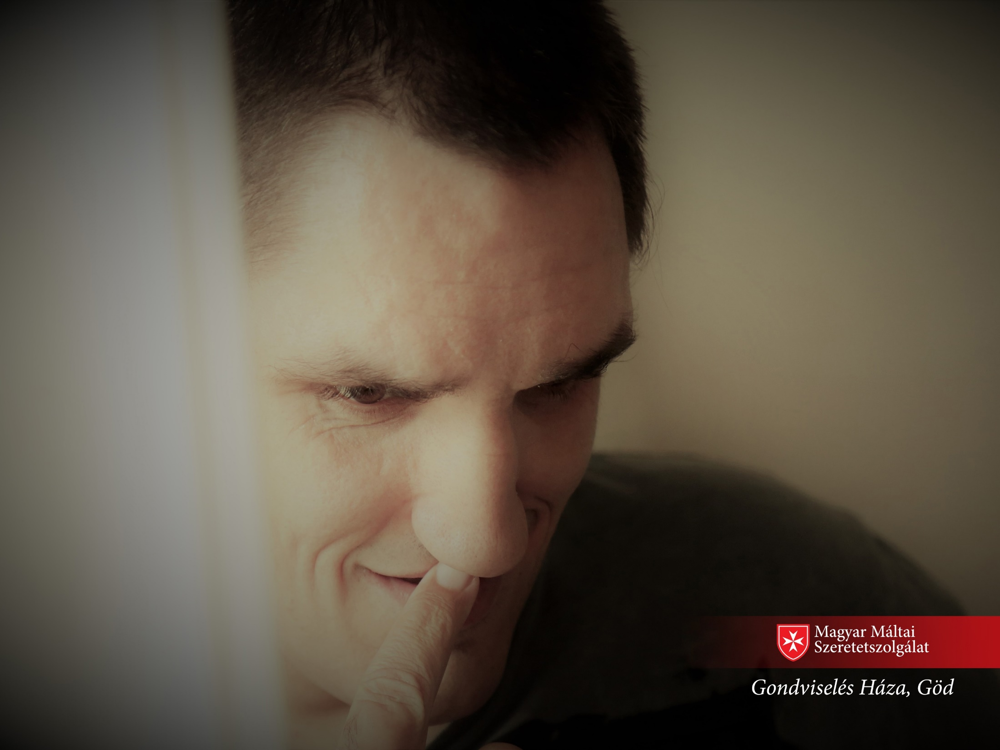 Magyar Máltai
Szeretetszolgálat
Gondviselés Háza, Göd